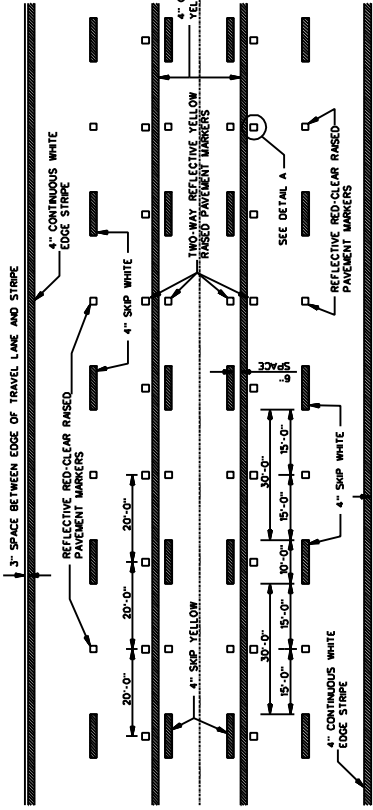 3" SPACE BETWEEN EDGE OF TRAVEL LANE AND STRIPE
4" CONTINUOUS WHITE
EDGE STRIPE
REFLECTIVE RED-CLEAR RAISED
PAVEMENT MARKERS
4" SKIP WHITE
20'-0"
20'-0"
20'-0"
4" SKIP YELLOW
TWO-WAY REFLECTIVE YELLOW
RAISED PAVEMENT MARKERS
4"
YEL
6"
SPACE
SEE DETAIL A
30'-0"
30'-0"
15'-0"
15'-0"
10'-0"
15'-0"
15'-0"
4" SKIP WHITE
REFLECTIVE RED-CLEAR RAISED
PAVEMENT MARKERS
4" CONTINUOUS WHITE
EDGE STRIPE